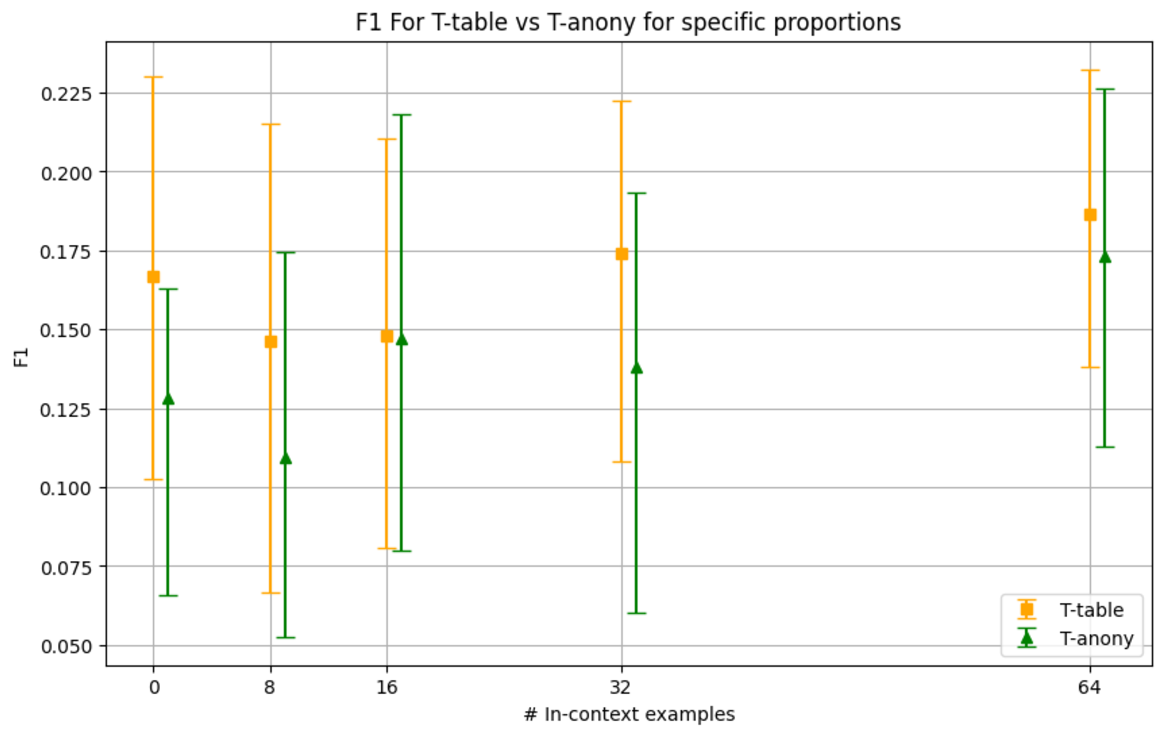 F1 For T-table vs T-anony for specific proportions
F1
0.225
0.200
0.175
0.150
0.125
0.100
0.075
0.050
0 8 16 32 64
# In-context examples
T-table
T-anony